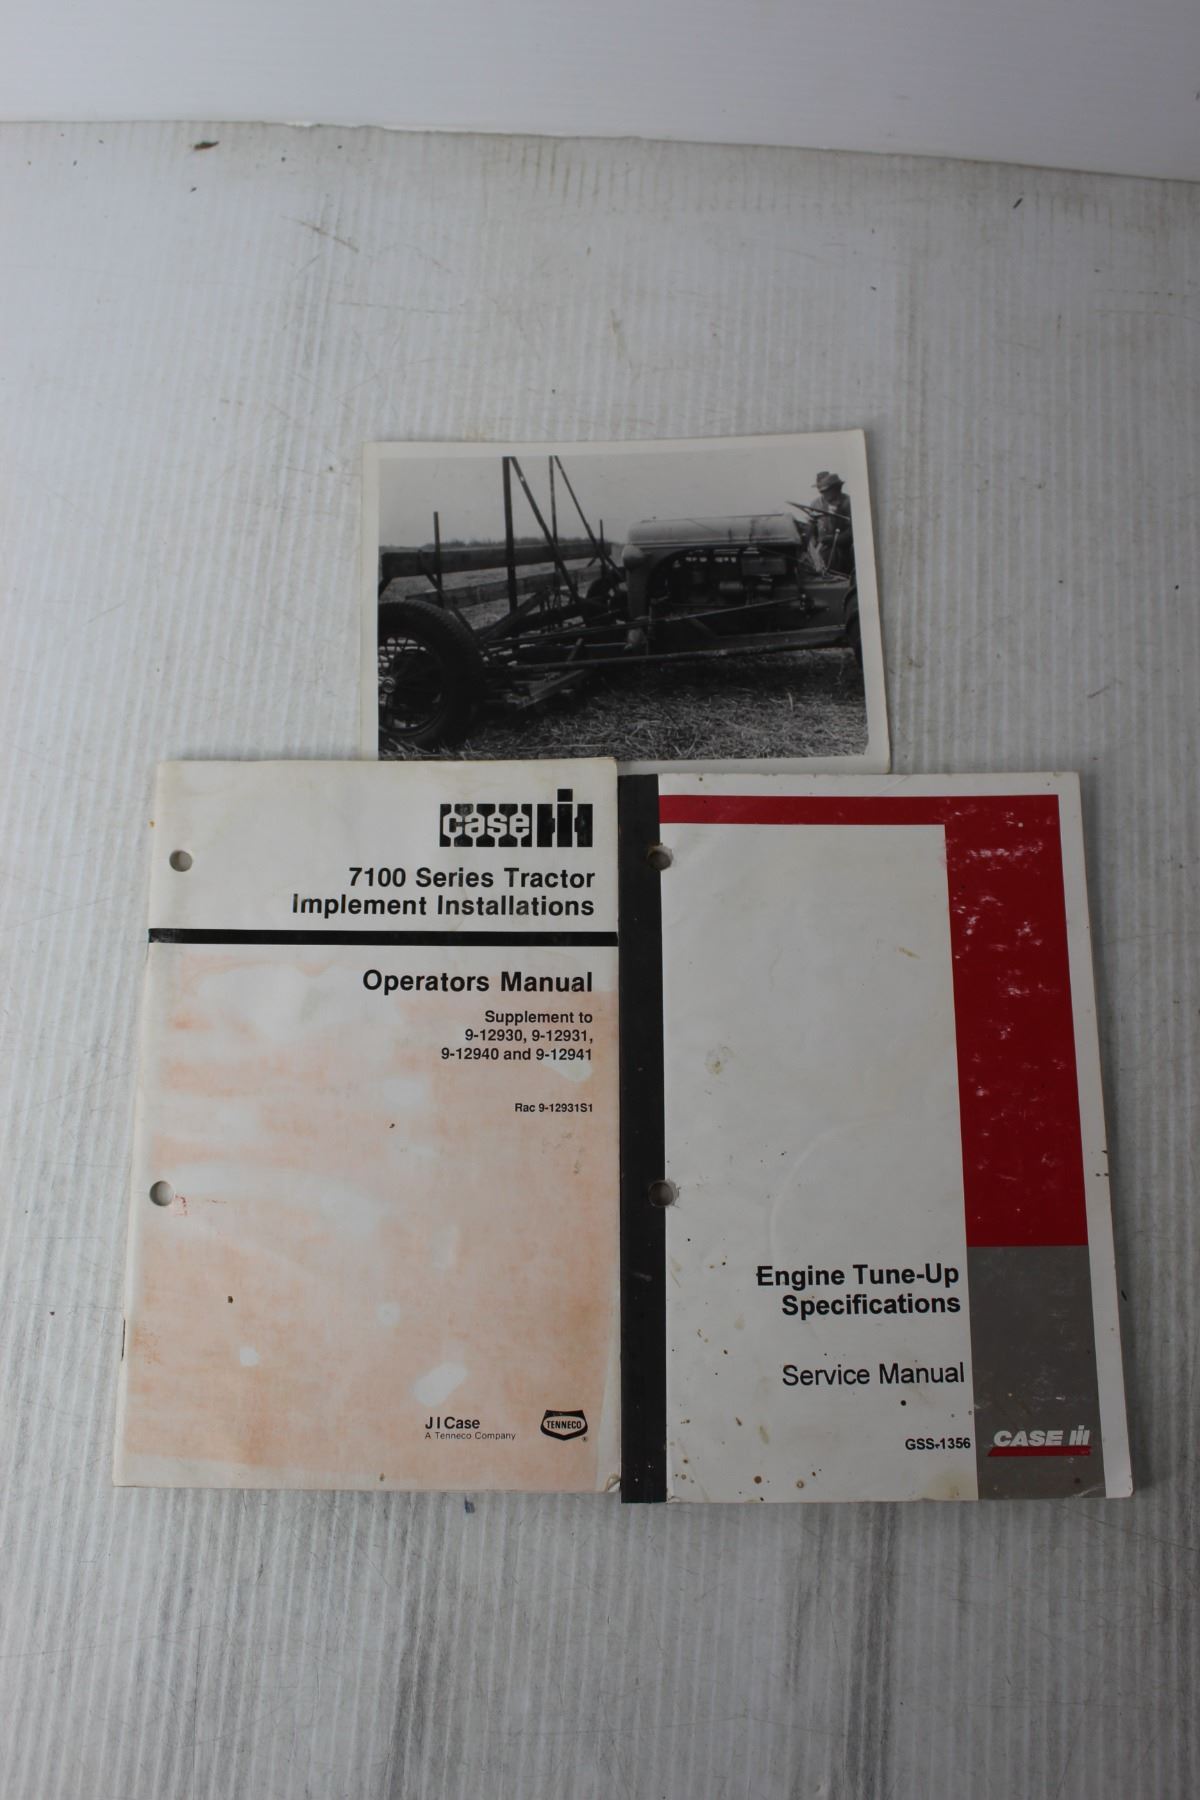 case IH
7100 Series Tractor
Implement Installations
Operators Manual
Supplement to
9-12930, 9-12931,
9-12940 and 9-12941
Rac 9-12931S1
J I Case
A Tenneco Company
TENNECO
®
Engine Tune-Up
Specifications
Service Manual
GSS-1356
CASE IH